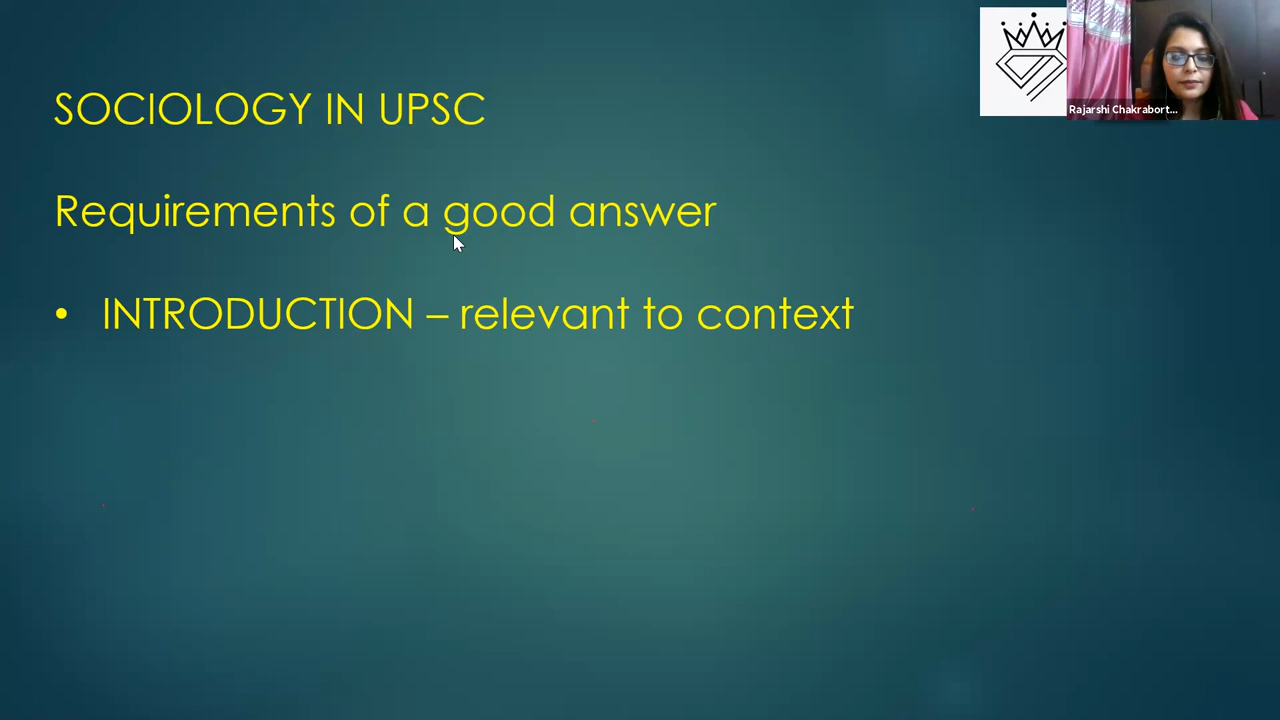 SOCIOLOGY IN UPSC
Requirements of a good answer
• INTRODUCTION – relevant to context
Rajarshi Chakrabort...